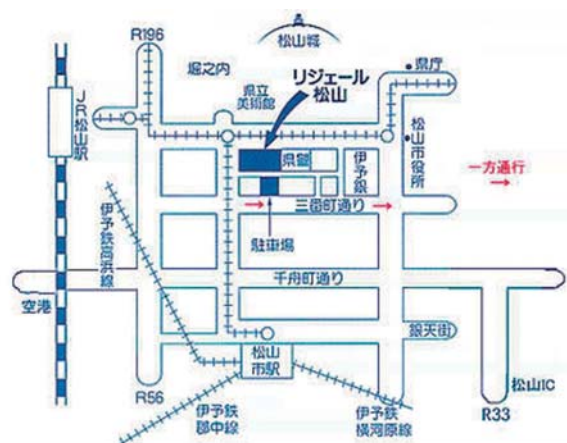 R196
松山城
堀之内
県立
美術館
リジェール
松山
県庁
JR松山駅
県警
伊予銀
松山市役所
一方通行
三番町通り
伊予鉄高浜線
駐車場
千舟町通り
空港
松山
市駅
銀天街
R56
伊予鉄
郡中線
伊予鉄
横河原線
R33
松山IC